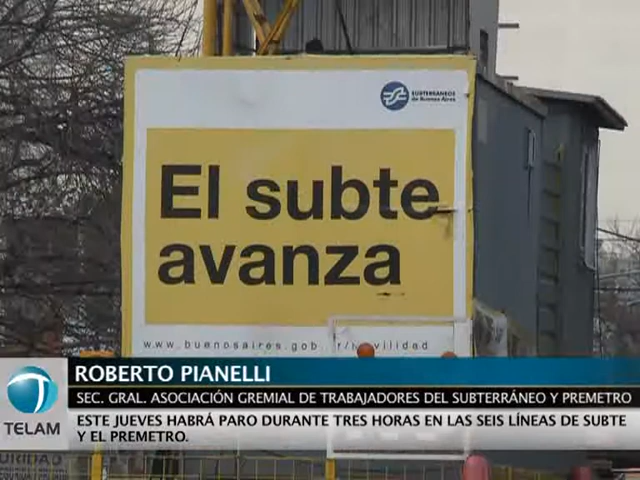 SUBTERRÁNEOS
de Buenos Aires
El subte
avanza
www.buenosaires.gob. r/movilidad
ROBERTO PIANELLI
SEC. GRAL. ASOCIACIÓN GREMIAL DE TRABAJADORES DEL SUBTERRÁNEO Y PREMETRO
TELAM
ESTE JUEVES HABRÁ PARO DURANTE TRES HORAS EN LAS SEIS LÍNEAS DE SUBTE
Y EL PREMETRO.